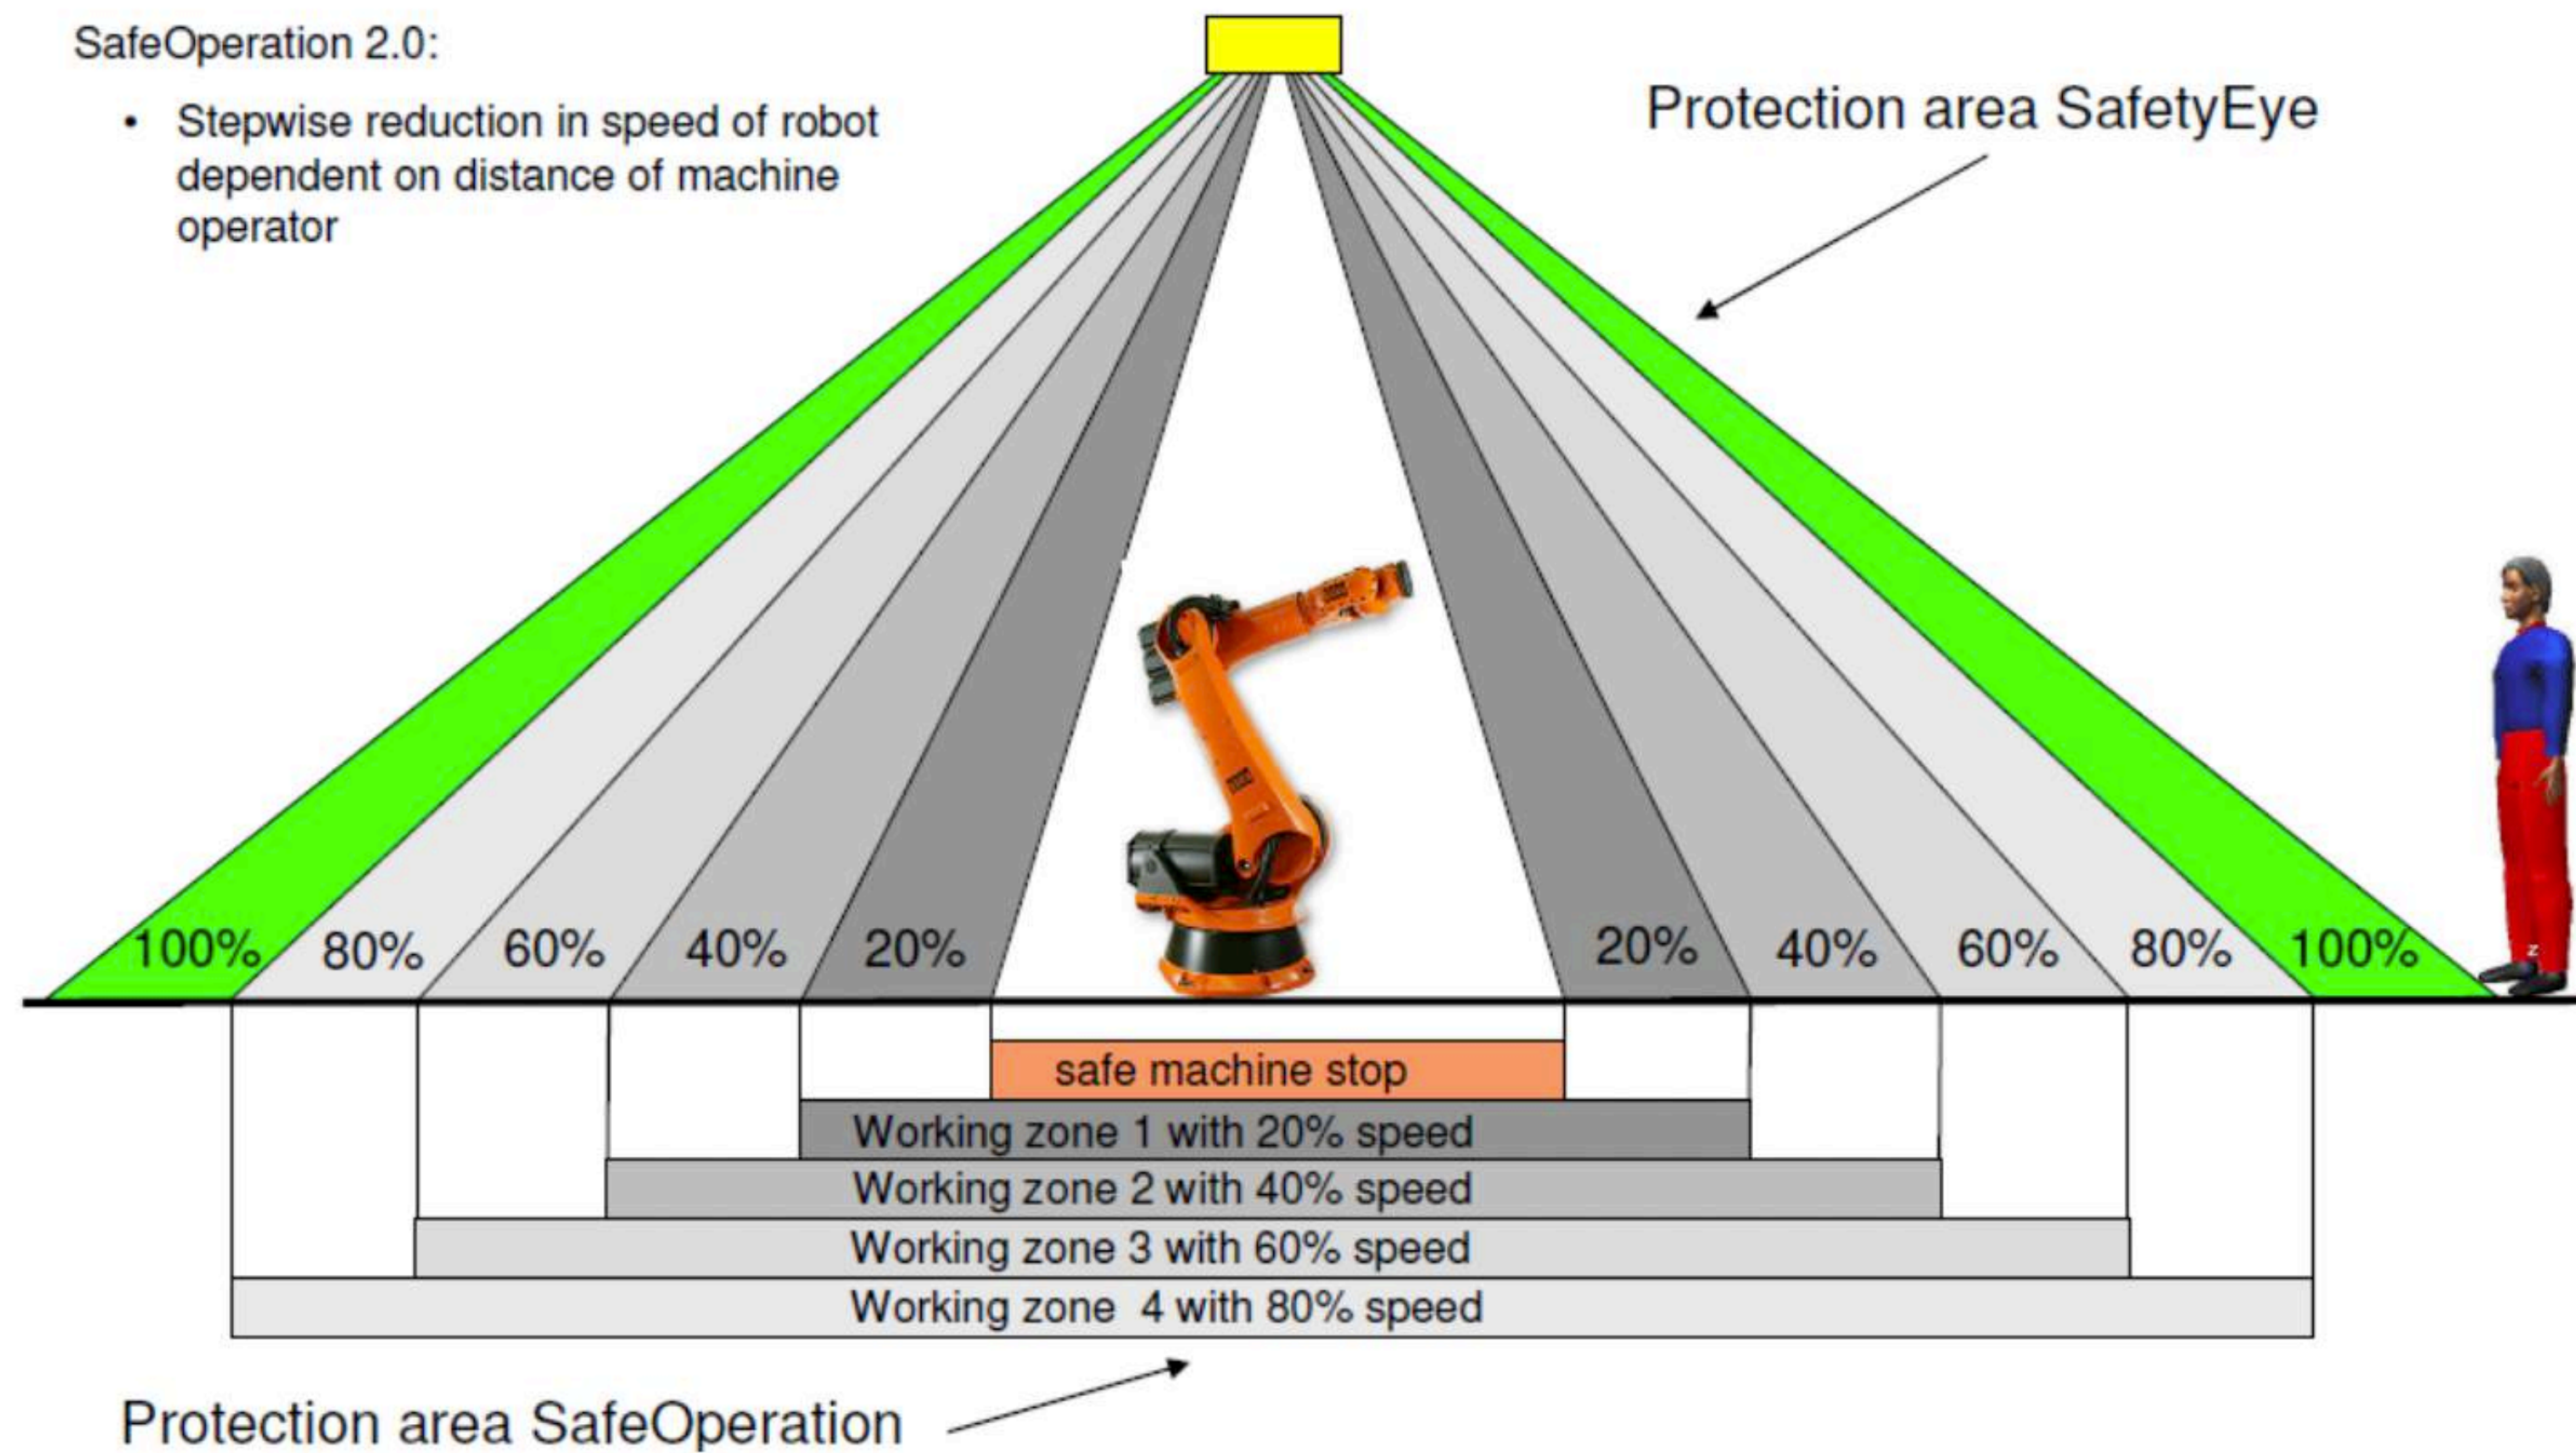 SafeOperation 2.0:
• Stepwise reduction in speed of robot
dependent on distance of machine
operator
Protection area SafetyEye
100% 80% 60% 40% 20% 20% 40% 60% 80% 100%
safe machine stop
Working zone 1 with 20% speed
Working zone 2 with 40% speed
Working zone 3 with 60% speed
Working zone 4 with 80% speed
Protection area SafeOperation